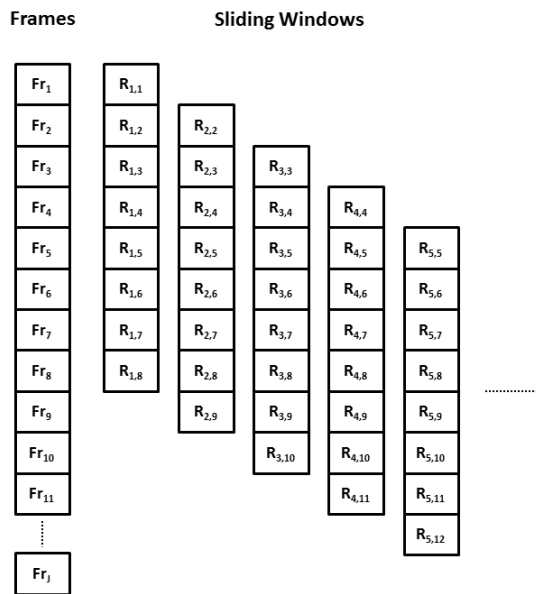 Frames Sliding Windows
Fr1 R1,1
Fr2 R1,2 R2,2
Fr3 R1,3 R2,3 R3,3
Fr4 R1,4 R2,4 R3,4 R4,4
Fr5 R1,5 R2,5 R3,5 R4,5 R5,5
Fr6 R1,6 R2,6 R3,6 R4,6 R5,6
Fr7 R1,7 R2,7 R3,7 R4,7 R5,7
Fr8 R1,8 R2,8 R3,8 R4,8 R5,8
Fr9 R2,9 R3,9 R4,9 R5,9
Fr10 R3,10 R4,10 R5,10
Fr11 R4,11 R5,11
R5,12
FrJ